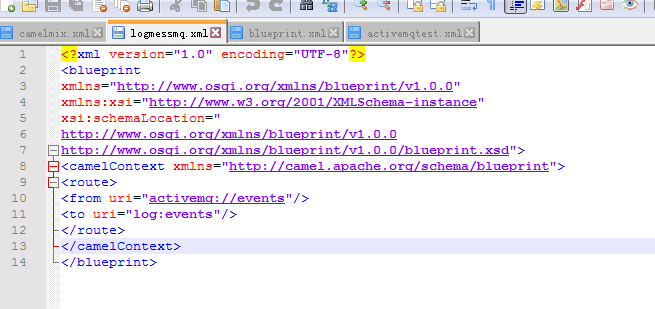 camelmix.xml
logmessmq.xml
blueprint.xml
activemqtest.xml
1 <?xml version="1.0" encoding="UTF-8"?>
2 <blueprint
3 xmlns="http://www.osgi.org/xmlns/blueprint/v1.0.0"
4 xmlns:xsi="http://www.w3.org/2001/XMLSchema-instance"
5 xsi:schemaLocation="
6 http://www.osgi.org/xmlns/blueprint/v1.0.0
7 http://www.osgi.org/xmlns/blueprint/v1.0.0/blueprint.xsd">
8 <camelContext xmlns="http://camel.apache.org/schema/blueprint">
9 <route>
10 <from uri="activemq://events"/>
11 <to uri="log:events"/>
12 </route>
13 </camelContext>
14 </blueprint>